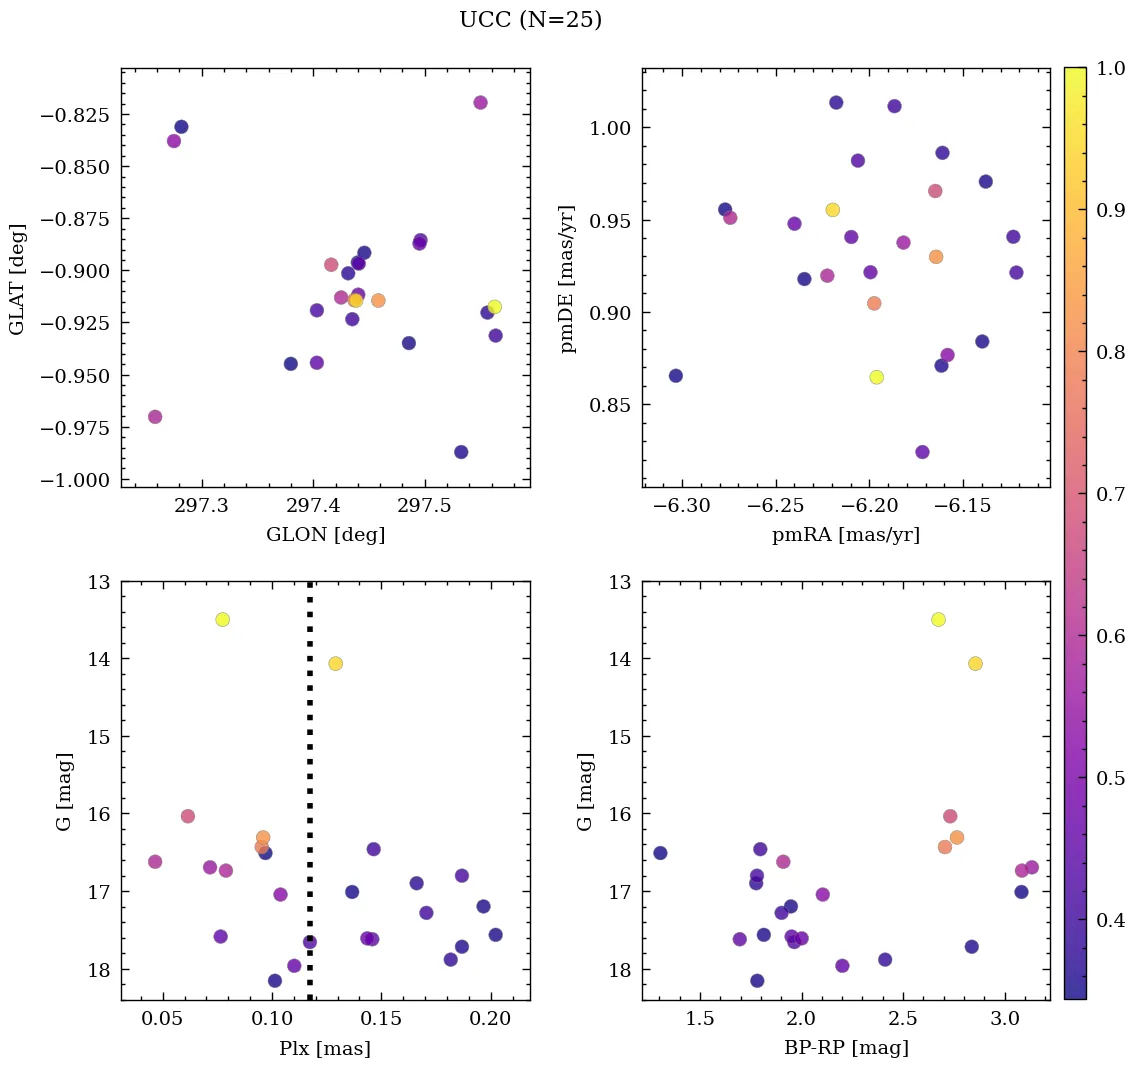 UCC (N=25)
−0.825
−0.850
−0.875
−0.900
−0.925
−0.950
−0.975
−1.000
GLAT [deg]
297.3 297.4 297.5
GLON [deg]
1.00
0.95
0.90
0.85
pmDE [mas/yr]
−6.30 −6.25 −6.20 −6.15
pmRA [mas/yr]
13
14
15
16
17
18
G [mag]
0.05 0.10 0.15 0.20
Plx [mas]
13
14
15
16
17
18
G [mag]
1.5 2.0 2.5 3.0
BP-RP [mag]
1.0
0.9
0.8
0.7
0.6
0.5
0.4